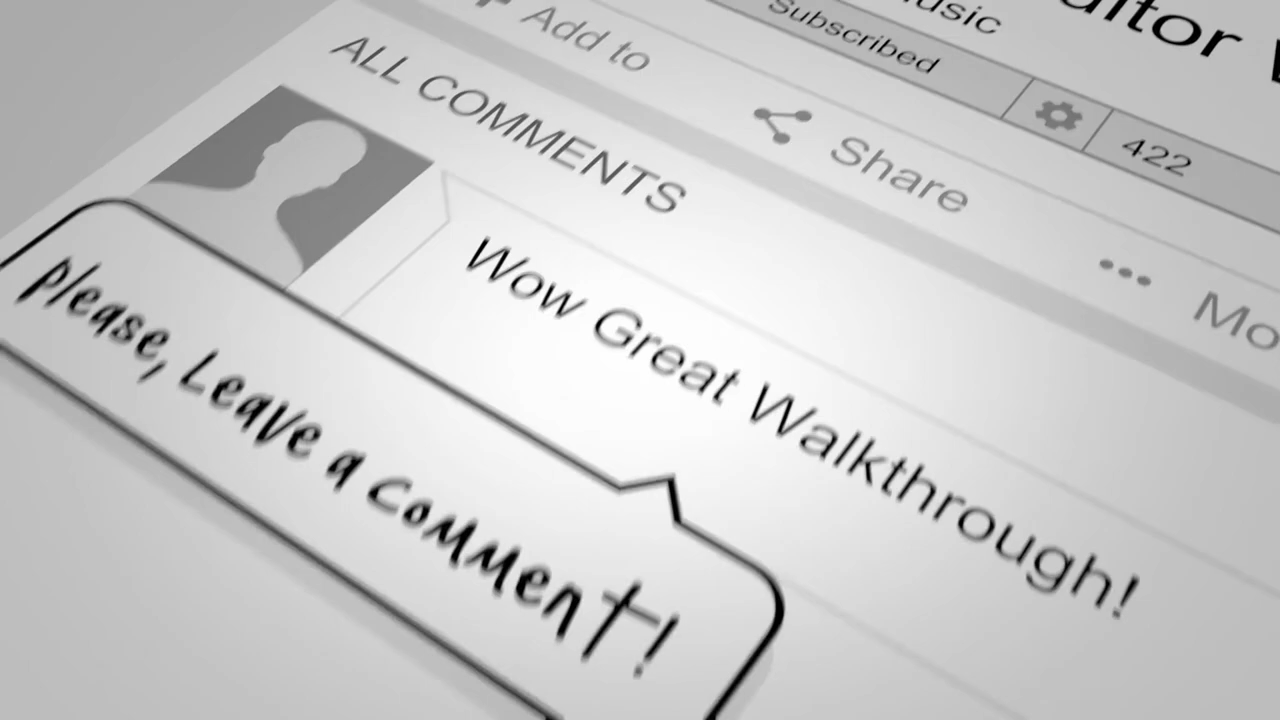 Subscribed
422
Add to
Share
ALL COMMENTS
Wow Great Walkthrough!
please, Leave a comment!